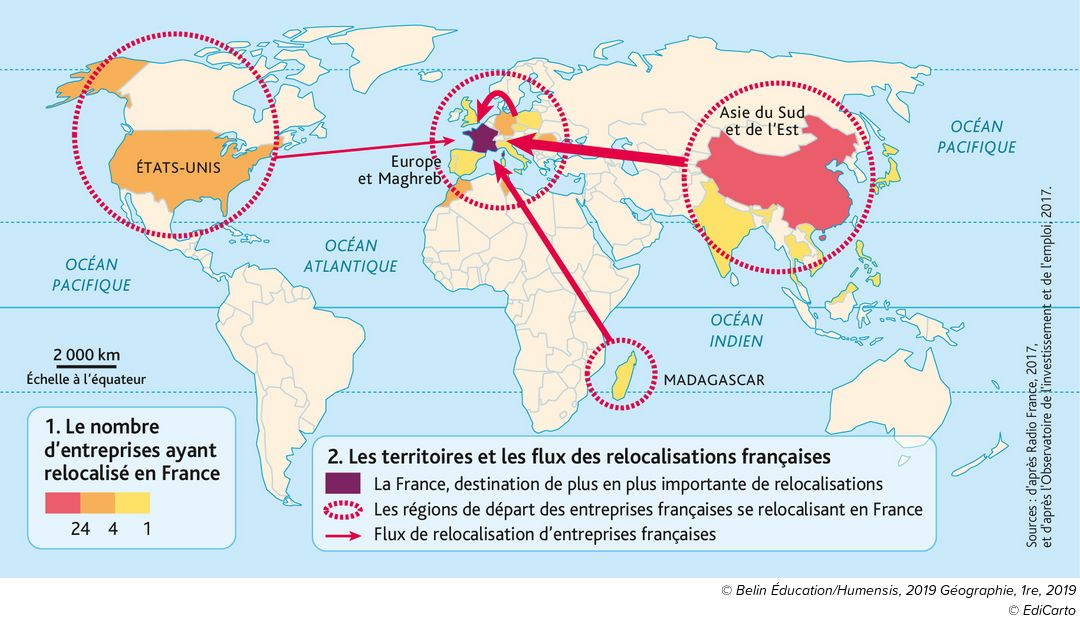 Asie du Sud
et de l'Est
OCÉAN
PACIFIQUE
ÉTATS-UNIS
Europe
et Maghreb
OCÉAN
ATLANTIQUE
OCÉAN
PACIFIQUE
OCÉAN
INDIEN
2 000 km
Échelle à l'équateur
MADAGASCAR
1. Le nombre
d'entreprises ayant
relocalisé en France
24 4 1
2. Les territoires et les flux des relocalisations françaises
La France, destination de plus en plus importante de relocalisations
Les régions de départ des entreprises françaises se relocalisant en France
Flux de relocalisation d'entreprises françaises
Sources : d'après Radio France, 2017,
et d'après l'Observatoire de l'investissement et de l'emploi, 2017.
© Belin Éducation/Humensis, 2019 Géographie, 1re, 2019
© EdiCarto